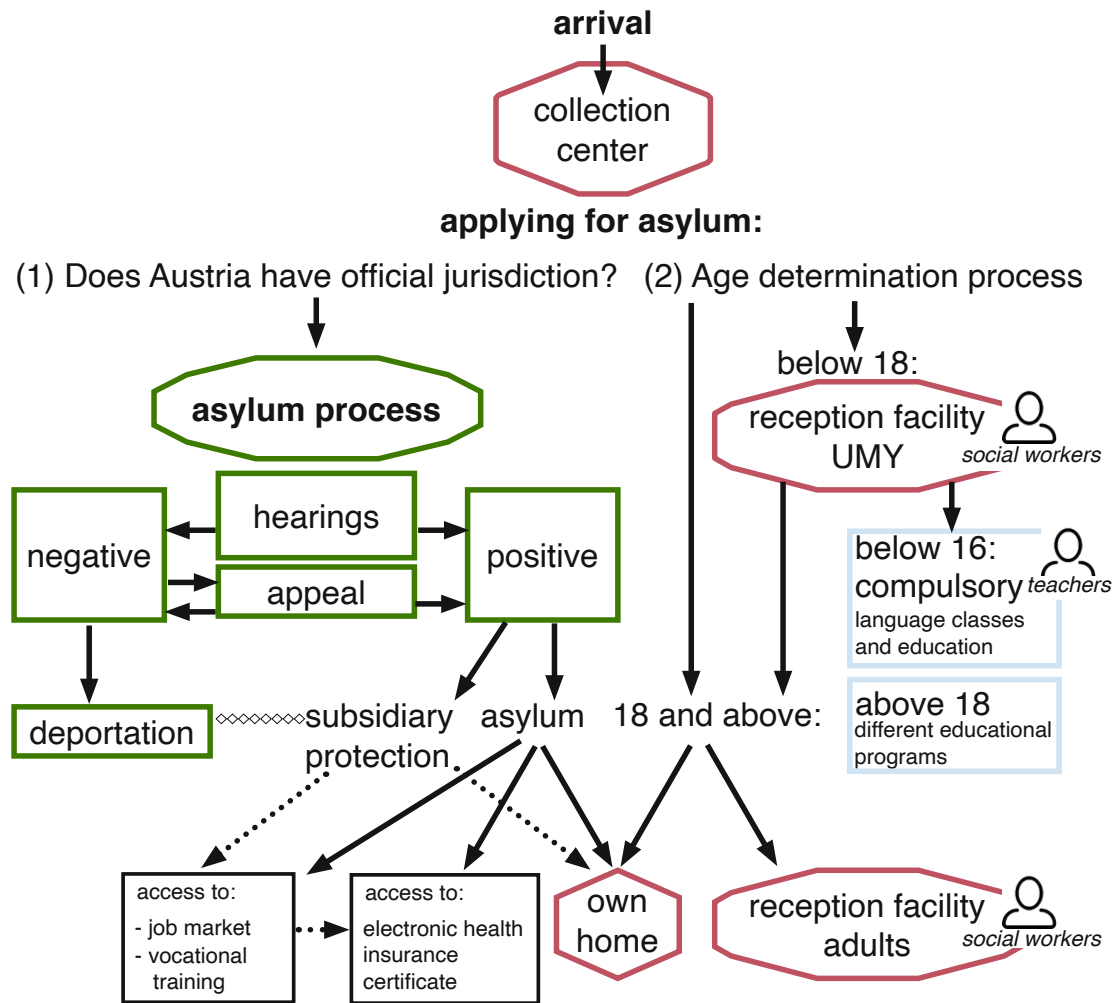 arrival
collection
center
applying for asylum:
(1) Does Austria have official jurisdiction?
(2) Age determination process
below 18:
asylum process
reception facility
UMY
social workers
hearings
negative
positive
appeal
below 16:
compulsory
language classes
and education
teachers
deportation
subsidiary
protection
asylum
18 and above:
above 18
different educational
programs
access to:
- job market
- vocational
training
access to:
electronic health
insurance
certificate
own
home
reception facility
adults
social workers